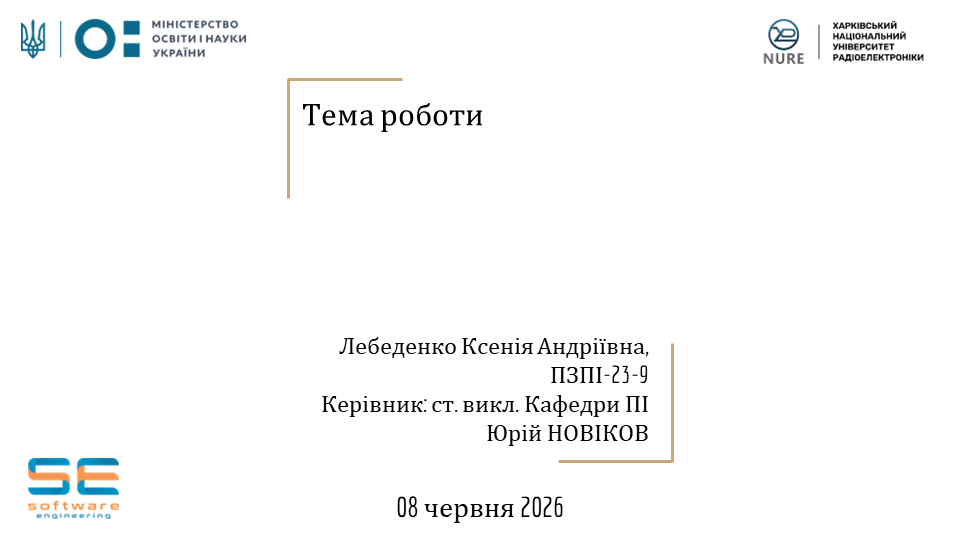 МІНІСТЕРСТВО
ОСВІТИ І НАУКИ
УКРАЇНИ
NURE
ХАРКІВСЬКИЙ
НАЦІОНАЛЬНИЙ
УНІВЕРСИТЕТ
РАДІОЕЛЕКТРОНІКИ
Тема роботи
Лебеденко Ксенія Андріївна,
ПЗПІ-23-9
Керівник: ст. викл. Кафедри ПІ
Юрій НОВІКОВ
SE
software
engineering
08 червня 2026